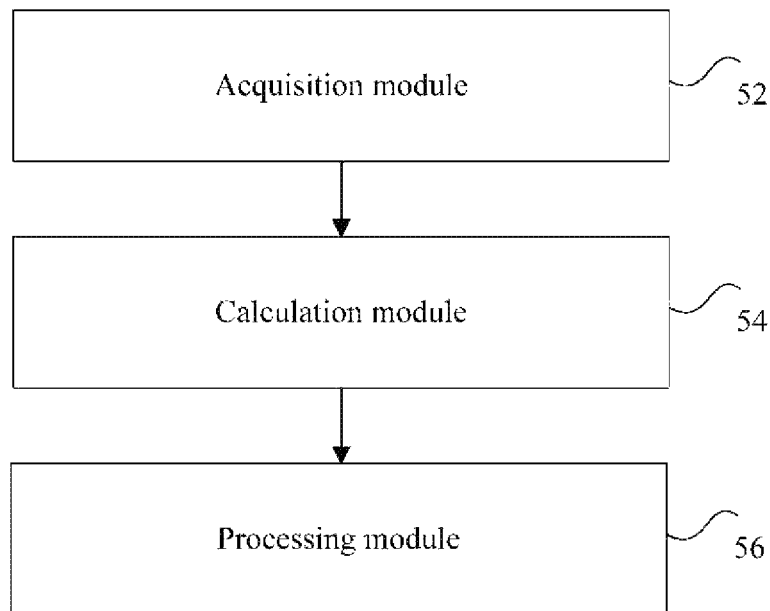 Acquisition module
52
Calculation module
54
Processing module
56